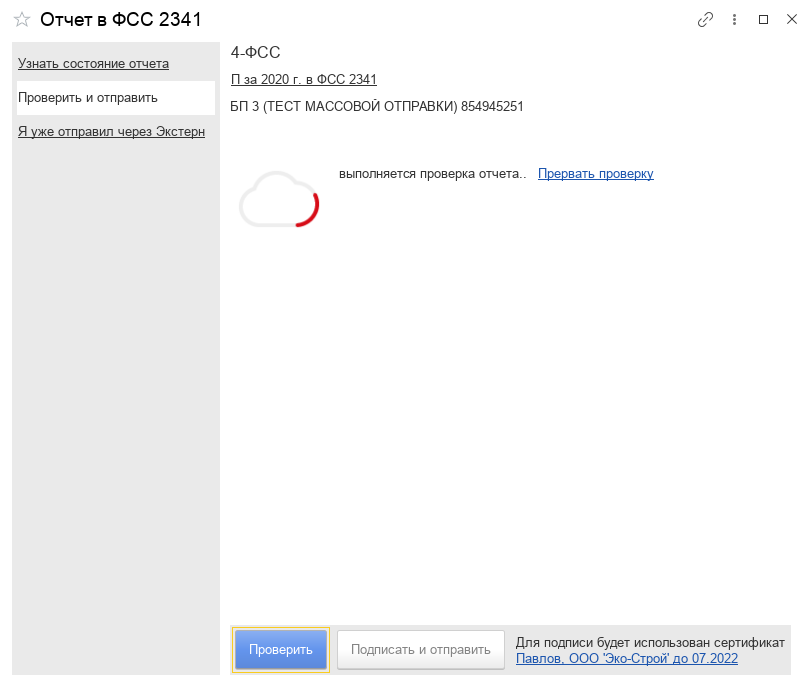 Отчет в ФСС 2341
Узнать состояние отчета
Проверить и отправить
Я уже отправил через Экстерн
4-ФСС
П за 2020 г. в ФСС 2341
БП 3 (ТЕСТ МАССОВОЙ ОТПРАВКИ) 854945251
выполняется проверка отчета.. Прервать проверку
Проверить
Подписать и отправить
Для подписи будет использован сертификат
Павлов, ООО 'Эко-Строй' до 07.2022